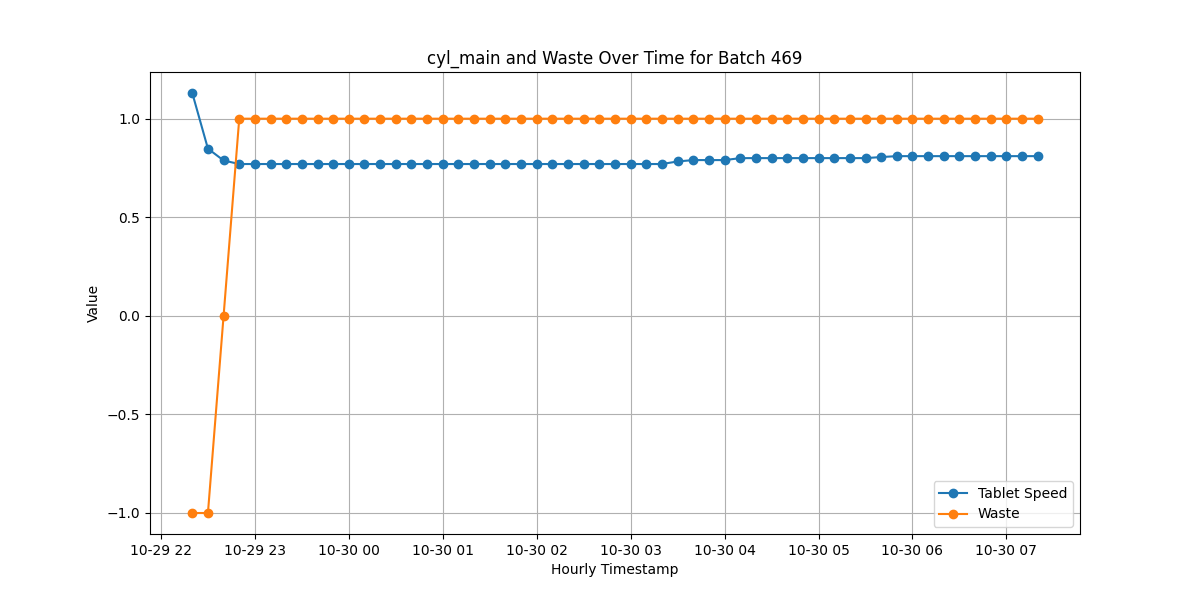 cyl_main and Waste Over Time for Batch 469
1.0
0.5
0.0
−0.5
−1.0
Value
Tablet Speed
Waste
10-29 22 10-29 23 10-30 00 10-30 01 10-30 02 10-30 03 10-30 04 10-30 05 10-30 06 10-30 07
Hourly Timestamp